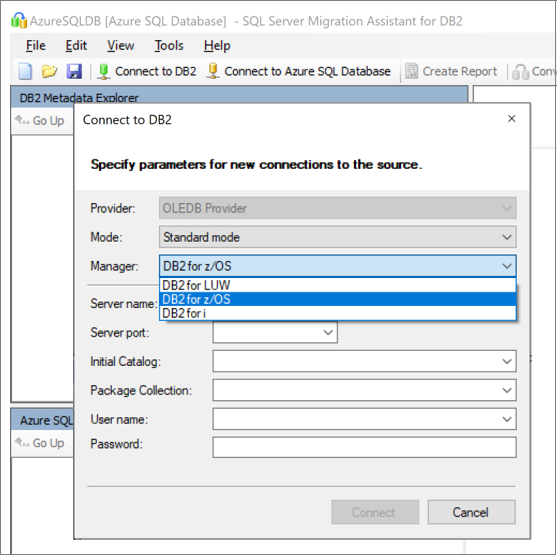 AzureSQLDB [Azure SQL Database] - SQL Server Migration Assistant for DB2
File Edit View Tools Help
Connect to DB2 Connect to Azure SQL Database Create Report Conv
DB2 Metadata Explorer
Go Up
Connect to DB2
Specify parameters for new connections to the source.
Provider: OLEDB Provider
Mode: Standard mode
Manager: DB2 for z/OS
DB2 for LUW
DB2 for z/OS
DB2 for i
Server name:
Server port:
Initial Catalog:
Package Collection:
User name:
Password:
Azure SQL
Go Up
Connect Cancel